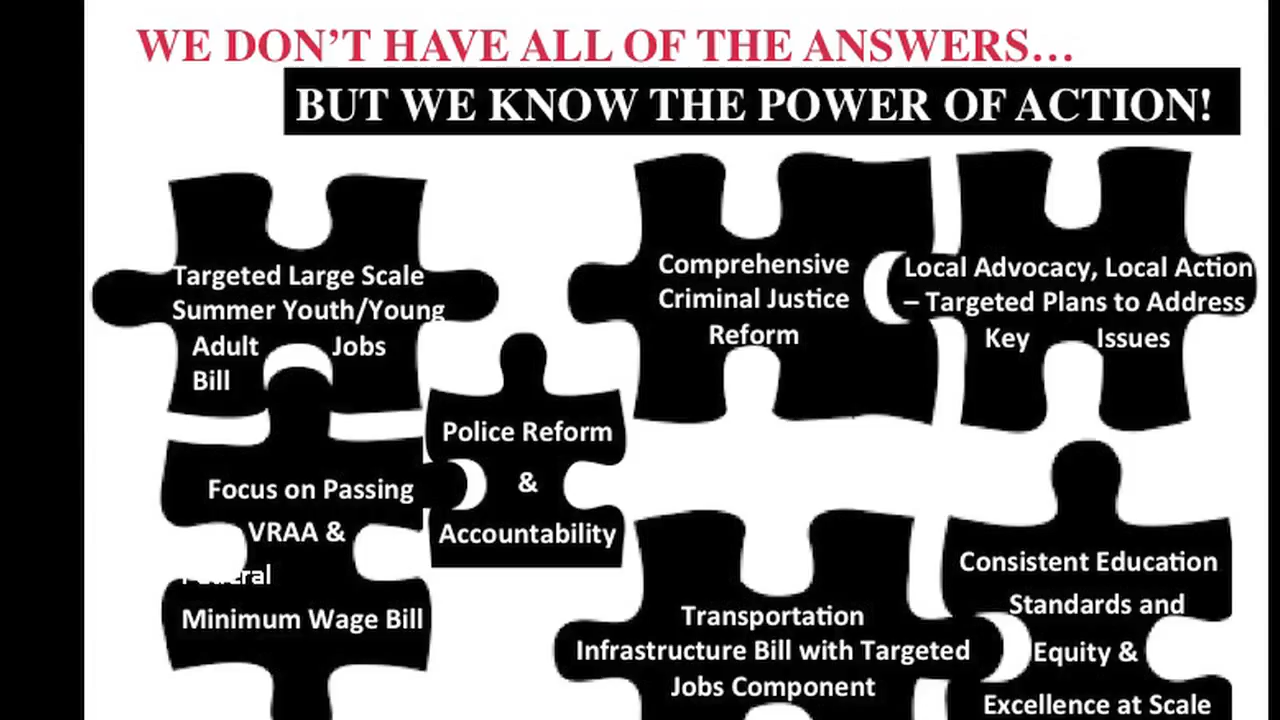 WE DON'T HAVE ALL OF THE ANSWERS…
BUT WE KNOW THE POWER OF ACTION!
Targeted Large Scale
Summer Youth/Young
Adult Jobs
Bill
Comprehensive
Criminal Justice
Reform
Local Advocacy, Local Action
– Targeted Plans to Address
Key Issues
Police Reform
&
Accountability
Focus on Passing
VRAA &
Federal
Minimum Wage Bill
Transportation
Infrastructure Bill with Targeted
Jobs Component
Consistent Education
Standards and
Equity &
Excellence at Scale